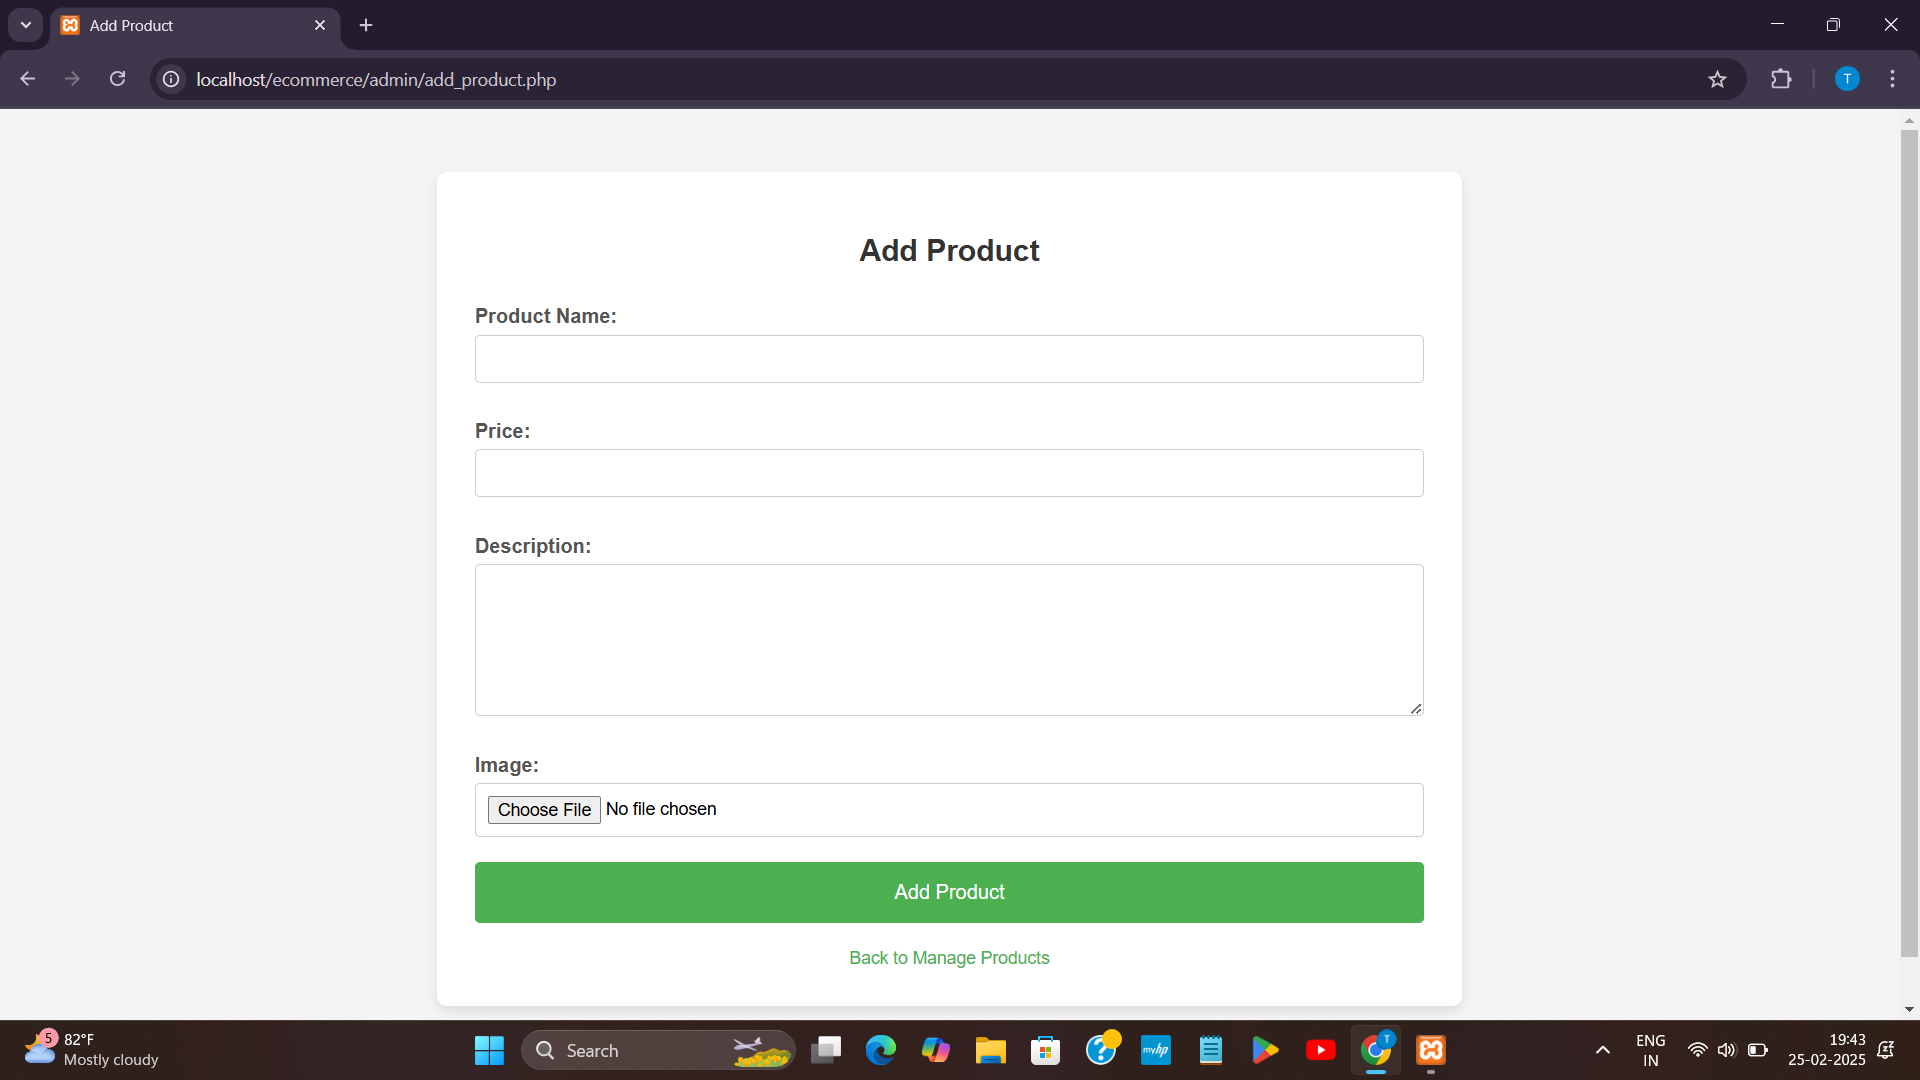 Add Product
localhost/ecommerce/admin/add_product.php
T
Add Product
Product Name:
Price:
Description:
Image:
Choose File No file chosen
Add Product
Back to Manage Products
5
82°F
Mostly cloudy
Search
myhp
T
ENG
IN
19:43
25-02-2025